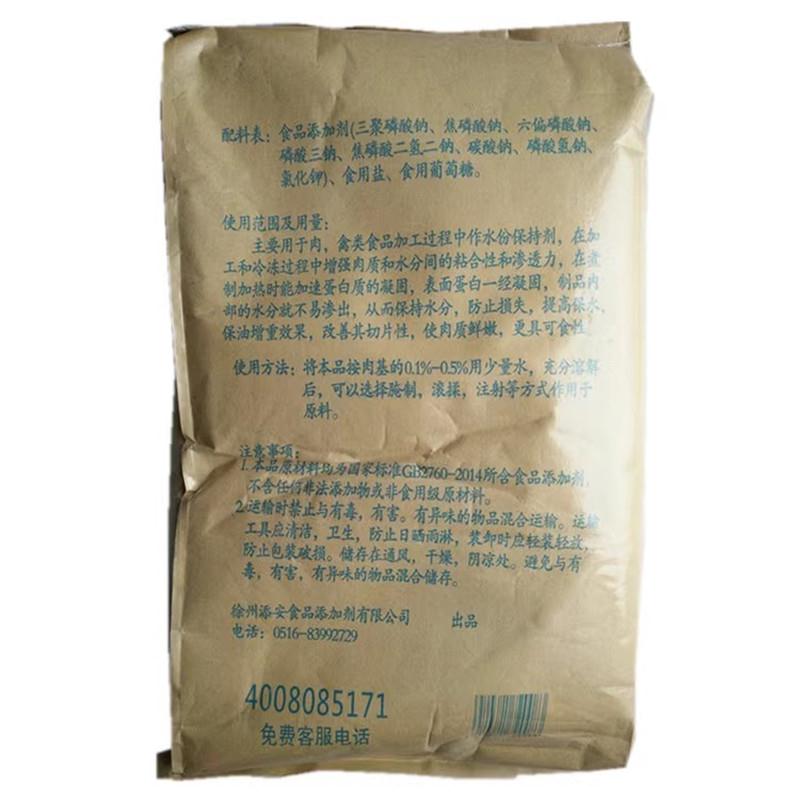 配料表：食品添加剂(三聚磷酸钠、焦磷酸钠、六偏磷酸钠、
磷酸三钠、焦磷酸二氢二钠、碳酸钠、磷酸氢钠、
氯化钾)、食用盐、食用葡萄糖。
使用范围及用量：
主要用于肉，禽类食品加工过程中作水份保持剂，在加
工和冷冻过程中增强肉质和水分间的粘合性和渗透力，在煮
制加热时能加速蛋白质的凝固，表面蛋白一经凝固，制品内
部的水分就不易渗出，从而保持水分，防止损失，提高保水、
保油增重效果，改善其切片性，使肉质鲜嫩，更具可食性。
使用方法：将本品按肉基的0.1%-0.5%用少量水，充分溶解
后，可以选择腌制，滚揉，注射等方式作用于
原料。
注意事项：
1.本品原材料均为国家标准GB2760-2014所含食品添加剂，
不含任何非法添加物或非食用级原材料。
2.运输时禁止与有毒，有害。有异味的物品混合运输。运输
工具应清洁，卫生，防止日晒雨淋，装卸时应轻装轻放，
防止包装破损。储存在通风，干燥，阴凉处。避免与有
毒，有害，有异味的物品混合储存。
徐州添安食品添加剂有限公司 出品
电话：0516-83992729
4008085171
免费客服电话